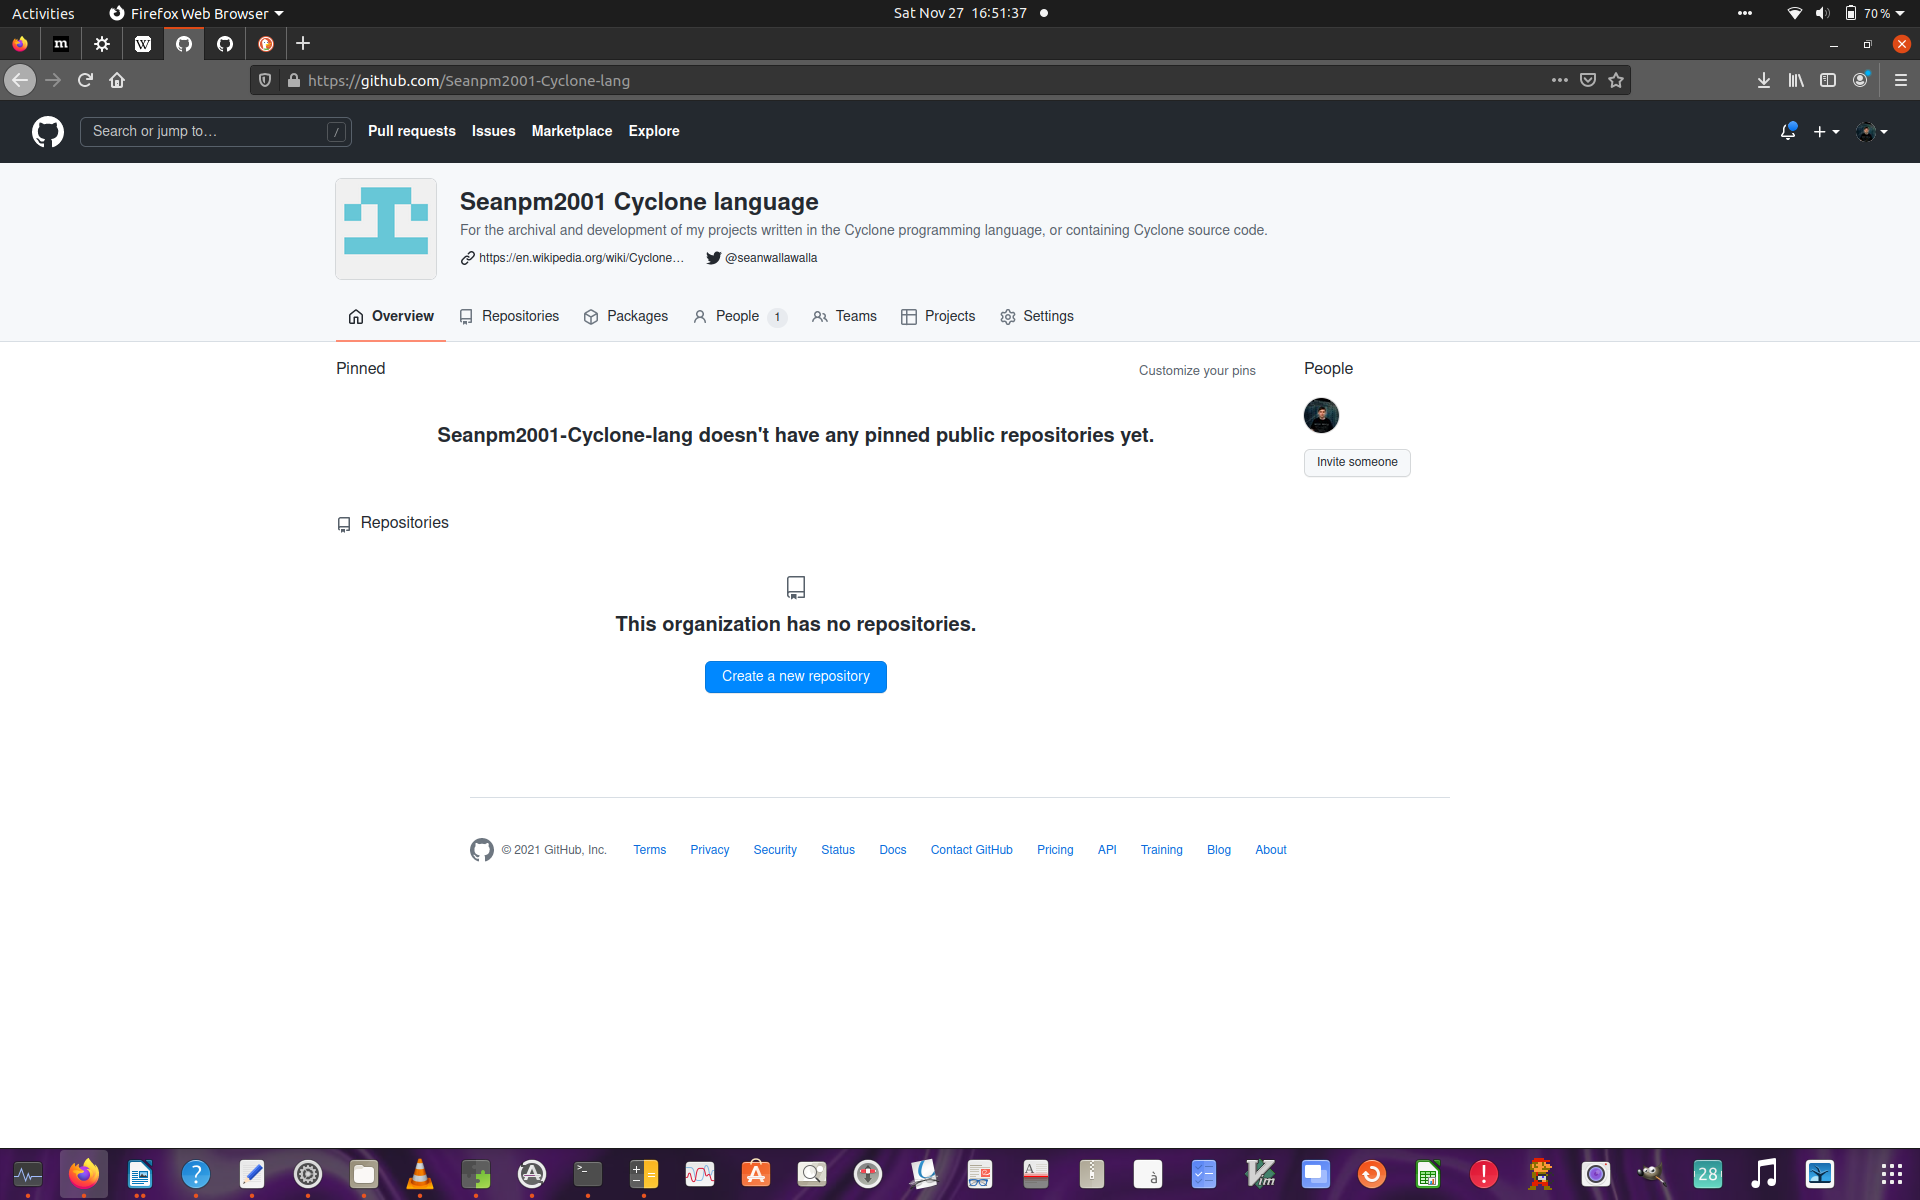 Activities
Firefox Web Browser
Sat Nov 27 16:51:37
70 %
m
W
https://github.com/Seanpm2001-Cyclone-lang
Search or jump to…
/
Pull requests
Issues
Marketplace
Explore
Seanpm2001 Cyclone language
For the archival and development of my projects written in the Cyclone programming language, or containing Cyclone source code.
https://en.wikipedia.org/wiki/Cyclone…
@seanwallawalla
Overview
Repositories
Packages
People 1
Teams
Projects
Settings
Pinned
Customize your pins
People
Seanpm2001-Cyclone-lang doesn't have any pinned public repositories yet.
Invite someone
Repositories
This organization has no repositories.
Create a new repository
© 2021 GitHub, Inc.
Terms
Privacy
Security
Status
Docs
Contact GitHub
Pricing
API
Training
Blog
About
?
>_
A
à
Vim
!
28